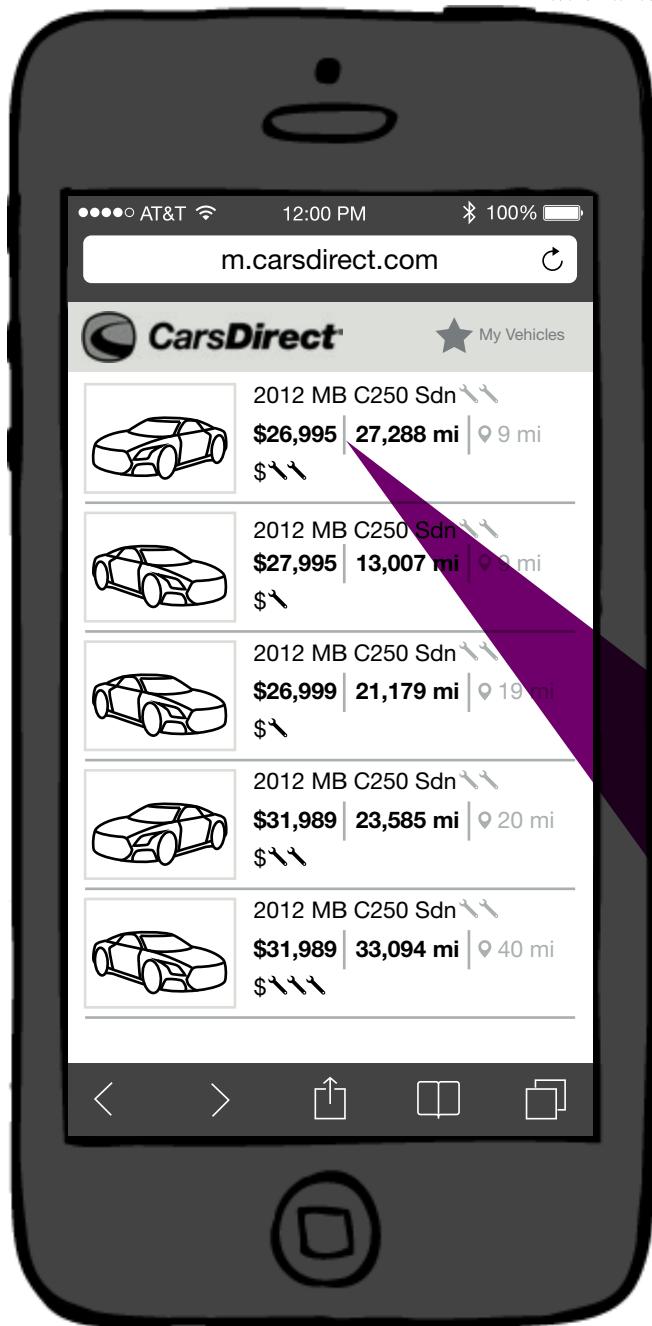 AT&T 12:00 PM 100%
m.carsdirect.com
CarsDirect My Vehicles
2012 MB C250 Sdn
$26,995 27,288 mi 9 mi
$
2012 MB C250 Sdn
$27,995 13,007 mi 9 mi
$
2012 MB C250 Sdn
$26,999 21,179 mi 19 mi
$
2012 MB C250 Sdn
$31,989 23,585 mi 20 mi
$
2012 MB C250 Sdn
$31,989 33,094 mi 40 mi
$